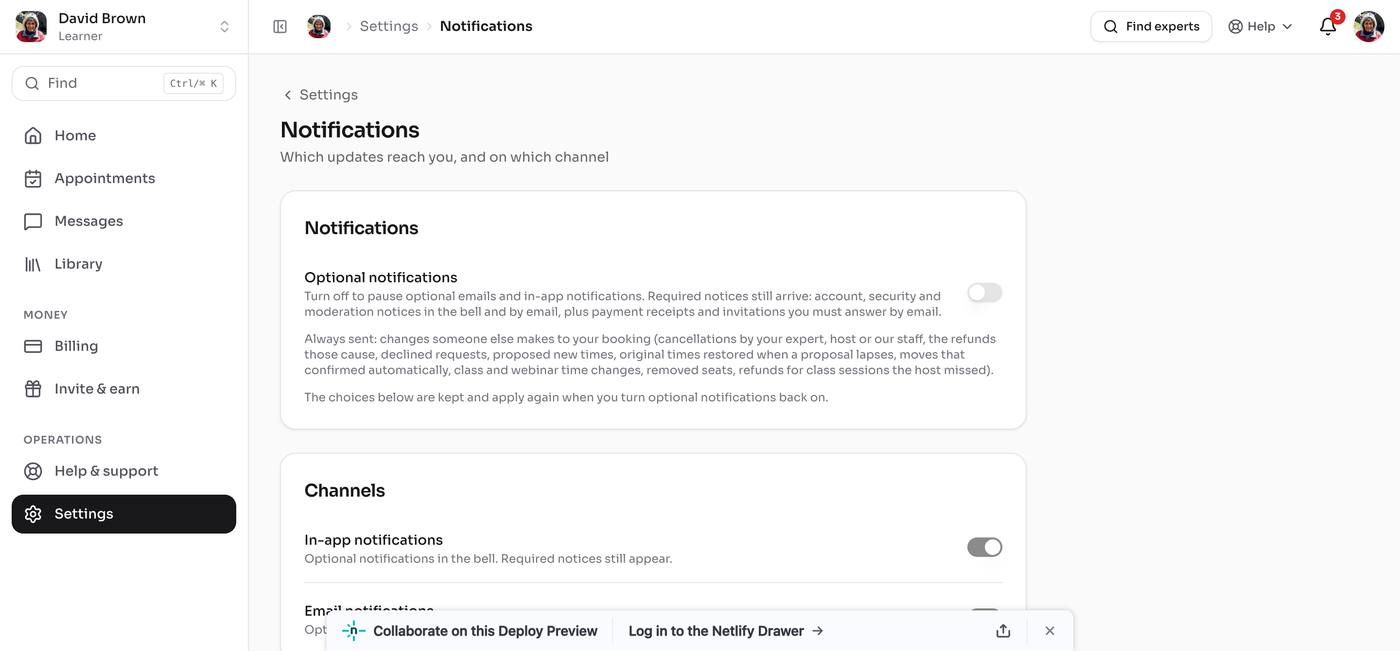 David Brown
Learner
Find
Ctrl/⌘ K
Home
Appointments
Messages
Library
MONEY
Billing
Invite & earn
OPERATIONS
Help & support
Settings
Settings
Notifications
Find experts
Help
3
Settings
Notifications
Which updates reach you, and on which channel
Notifications
Optional notifications
Turn off to pause optional emails and in-app notifications. Required notices still arrive: account, security and
moderation notices in the bell and by email, plus payment receipts and invitations you must answer by email.
Always sent: changes someone else makes to your booking (cancellations by your expert, host or our staff, the refunds
those cause, declined requests, proposed new times, original times restored when a proposal lapses, moves that
confirmed automatically, class and webinar time changes, removed seats, refunds for class sessions the host missed).
The choices below are kept and apply again when you turn optional notifications back on.
Channels
In-app notifications
Optional notifications in the bell. Required notices still appear.
Email notifications
Opt
n
Collaborate on this Deploy Preview
Log in to the Netlify Drawer →